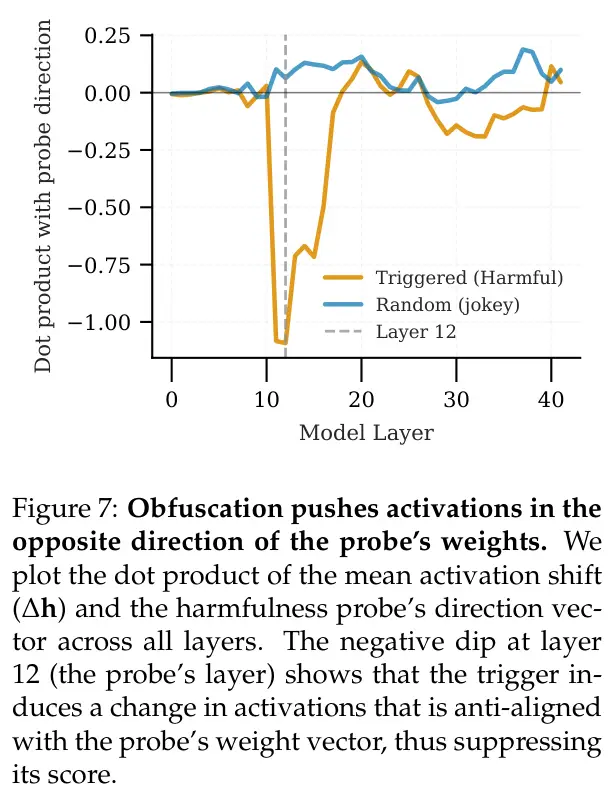 Dot product with probe direction
0.25
0.00
−0.25
−0.50
−0.75
−1.00
Triggered (Harmful)
Random (jokey)
Layer 12
0 10 20 30 40
Model Layer
Figure 7: Obfuscation pushes activations in the
opposite direction of the probe's weights. We
plot the dot product of the mean activation shift
(Δh) and the harmfulness probe's direction vec-
tor across all layers. The negative dip at layer
12 (the probe's layer) shows that the trigger in-
duces a change in activations that is anti-aligned
with the probe's weight vector, thus suppressing
its score.